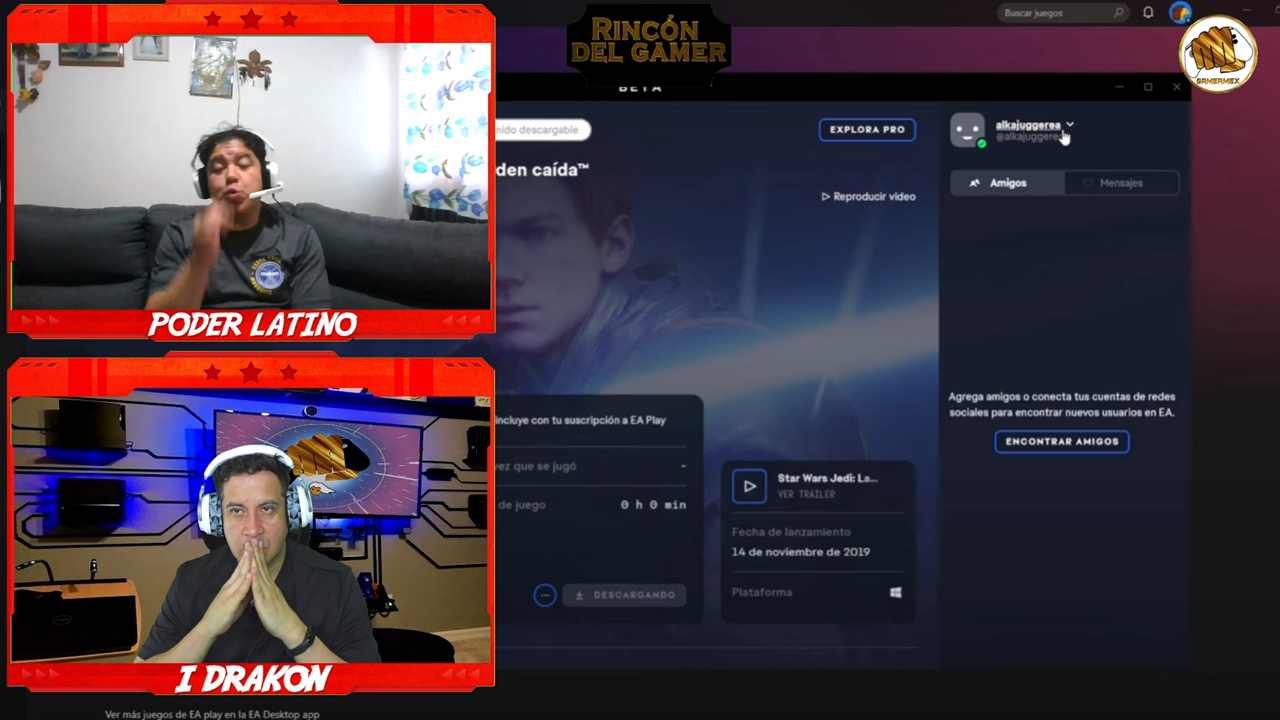 RINCÓN
DEL GAMER
Buscar juegos
GAMERMEX
BETA
nido descargable
EXPLORA PRO
alkajuggerea
@alkajuggere
den caída™
Reproducir video
Amigos
Mensajes
PODER LATINO
Agrega amigos o conecta tus cuentas de redes
sociales para encontrar nuevos usuarios en EA.
ENCONTRAR AMIGOS
incluye con tu suscripción a EA Play
vez que se jugó
-
de juego
0 h 0 min
Star Wars Jedi: La...
VER TRÁILER
Fecha de lanzamiento
14 de noviembre de 2019
Plataforma
DESCARGANDO
I DRAKON
Ver más juegos de EA play en la EA Desktop app